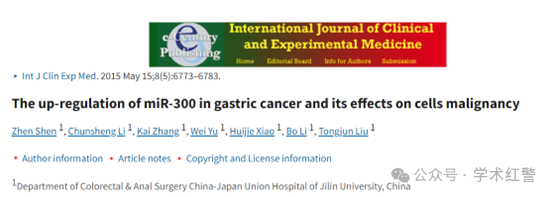 e-Century Publishing
International Journal of Clinical
and Experimental Medicine
Home Editorial Board Info for Authors Submission
Int J Clin Exp Med. 2015 May 15;8(5):6773–6783.
The up-regulation of miR-300 in gastric cancer and its effects on cells malignancy
Zhen Shen 1, Chunsheng Li 1, Kai Zhang 1, Wei Yu 1, Huijie Xiao 1, Bo Li 1, Tongjun Liu 1
• Author information • Article notes • Copyright and License information
1Department of Colorectal & Anal Surgery China-Japan Union Hospital of Jilin University, China
公众号 · 学术红警